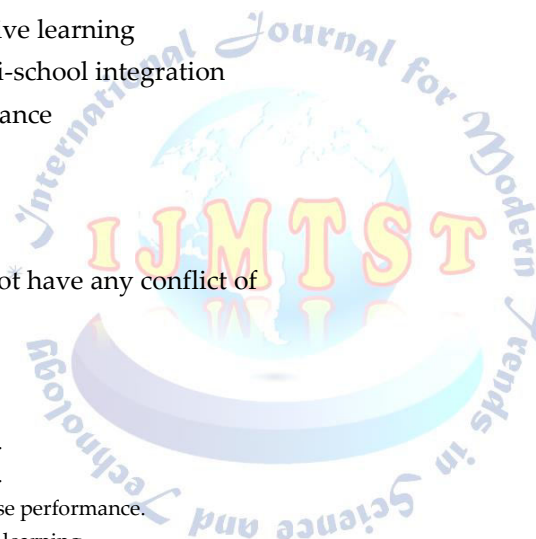 ive learning
i-school integration
ance
International Journal for Modern Trends in Science and Technology
IJMTST
ot have any conflict of
.
.
se performance.
learning